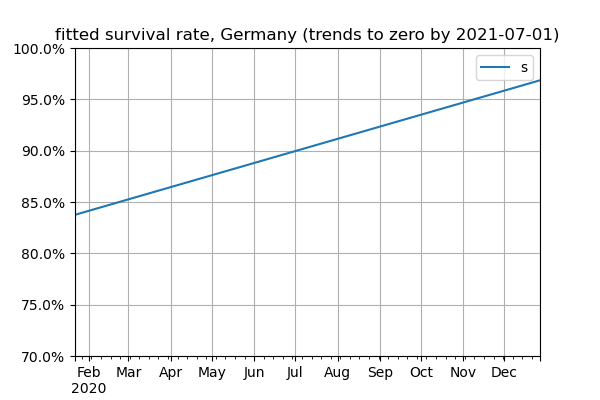 fitted survival rate, Germany (trends to zero by 2021-07-01)
100.0%
s
95.0%
90.0%
85.0%
80.0%
75.0%
70.0%
Feb Mar Apr May Jun Jul Aug Sep Oct Nov Dec
2020